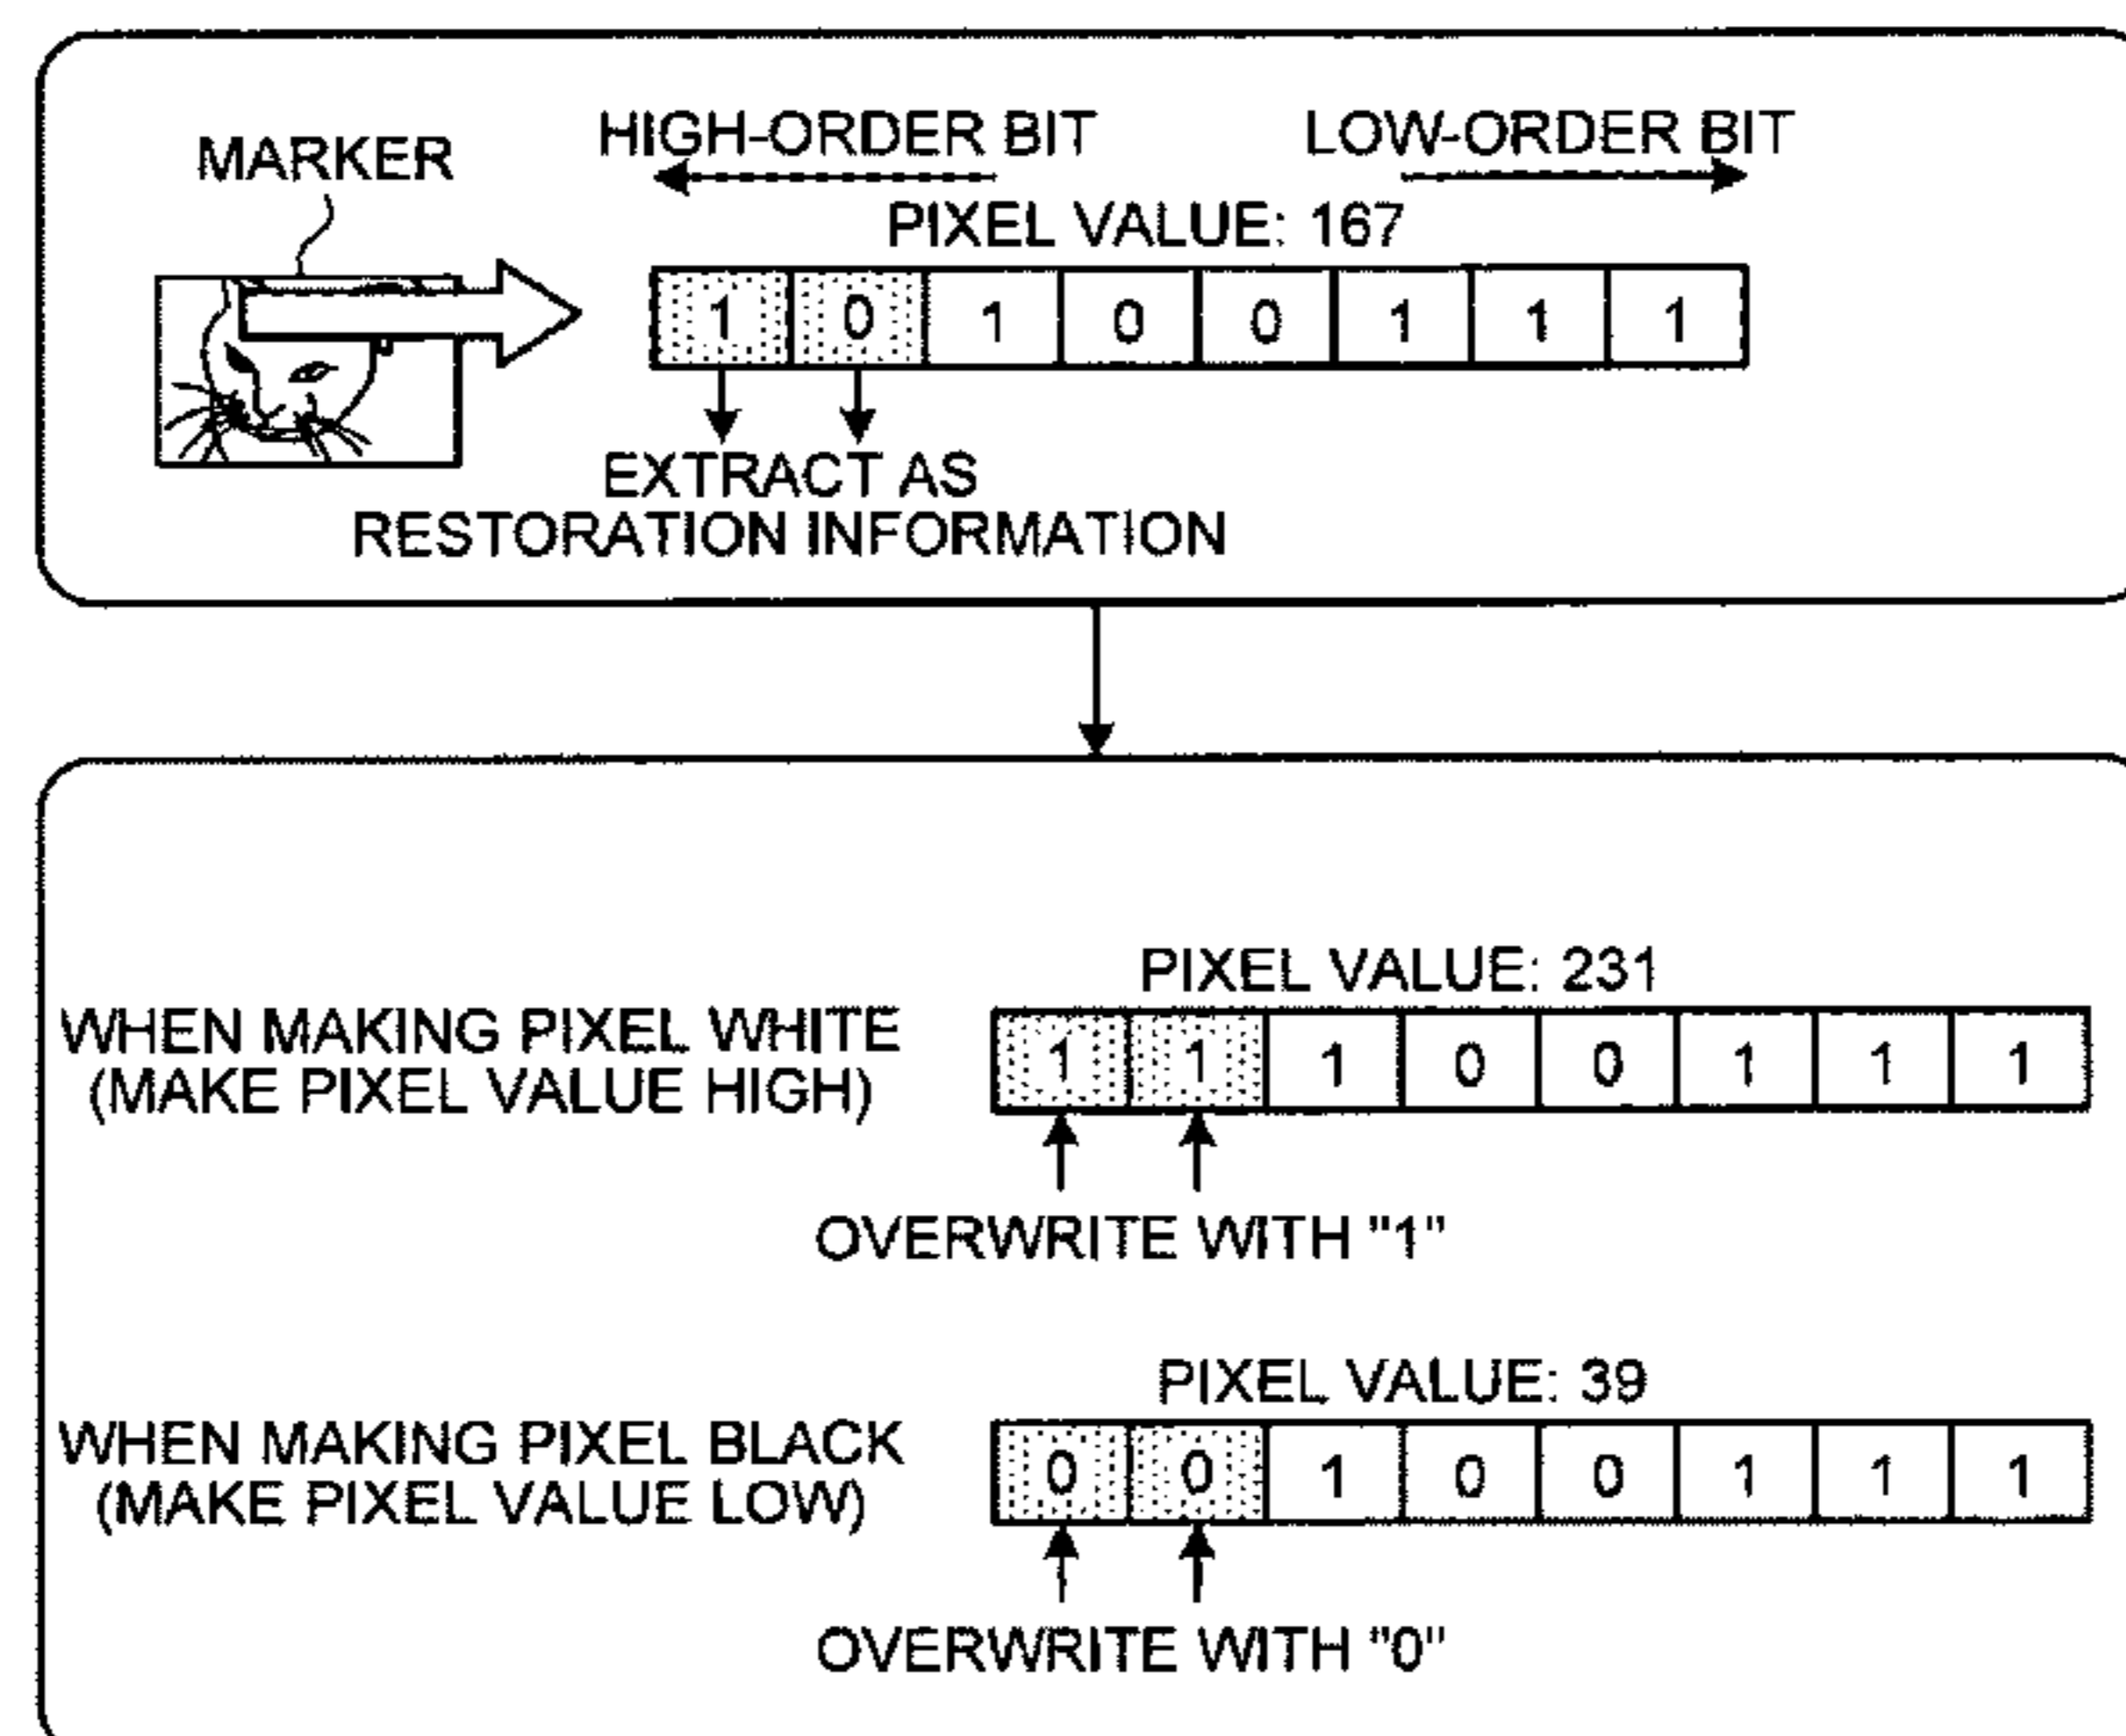 MARKER
HIGH-ORDER BIT
LOW-ORDER BIT
PIXEL VALUE: 167
1 0 1 0 0 1 1 1
EXTRACT AS
RESTORATION INFORMATION
PIXEL VALUE: 231
WHEN MAKING PIXEL WHITE
(MAKE PIXEL VALUE HIGH)
1 1 1 0 0 1 1 1
OVERWRITE WITH "1"
PIXEL VALUE: 39
WHEN MAKING PIXEL BLACK
(MAKE PIXEL VALUE LOW)
0 0 1 0 0 1 1 1
OVERWRITE WITH "0"